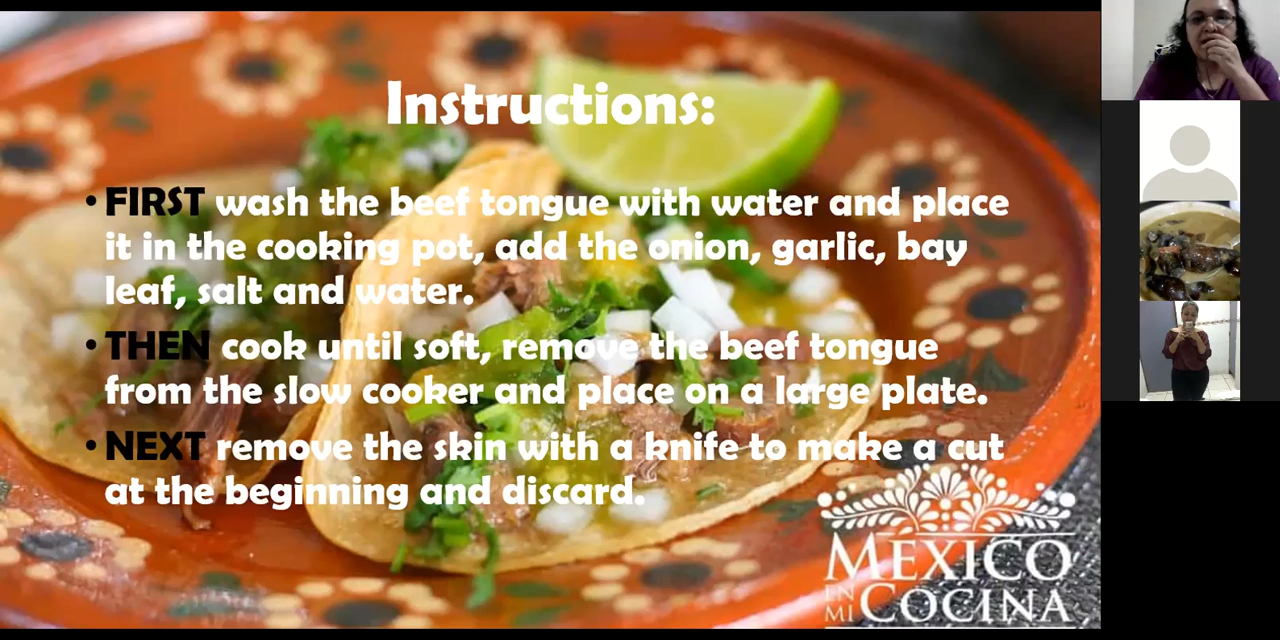 Instructions:
• FIRST wash the beef tongue with water and place
it in the cooking pot, add the onion, garlic, bay
leaf, salt and water.
• THEN cook until soft, remove the beef tongue
from the slow cooker and place on a large plate.
• NEXT remove the skin with a knife to make a cut
at the beginning and discard.
MEXICO
EN MI COCINA